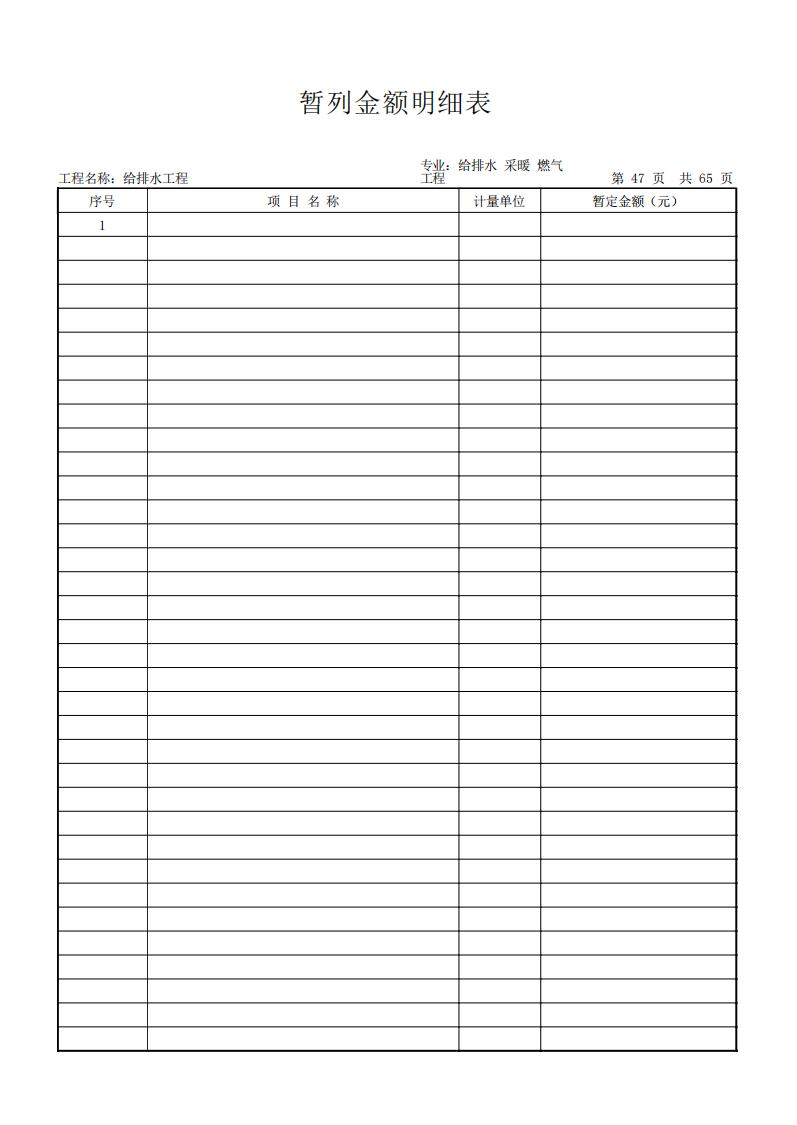 暂列金额明细表
专业：给排水 采暖 燃气
工程名称：给排水工程 工程 第 47 页 共 65 页
序号 项 目 名 称 计量单位 暂定金额（元）
1